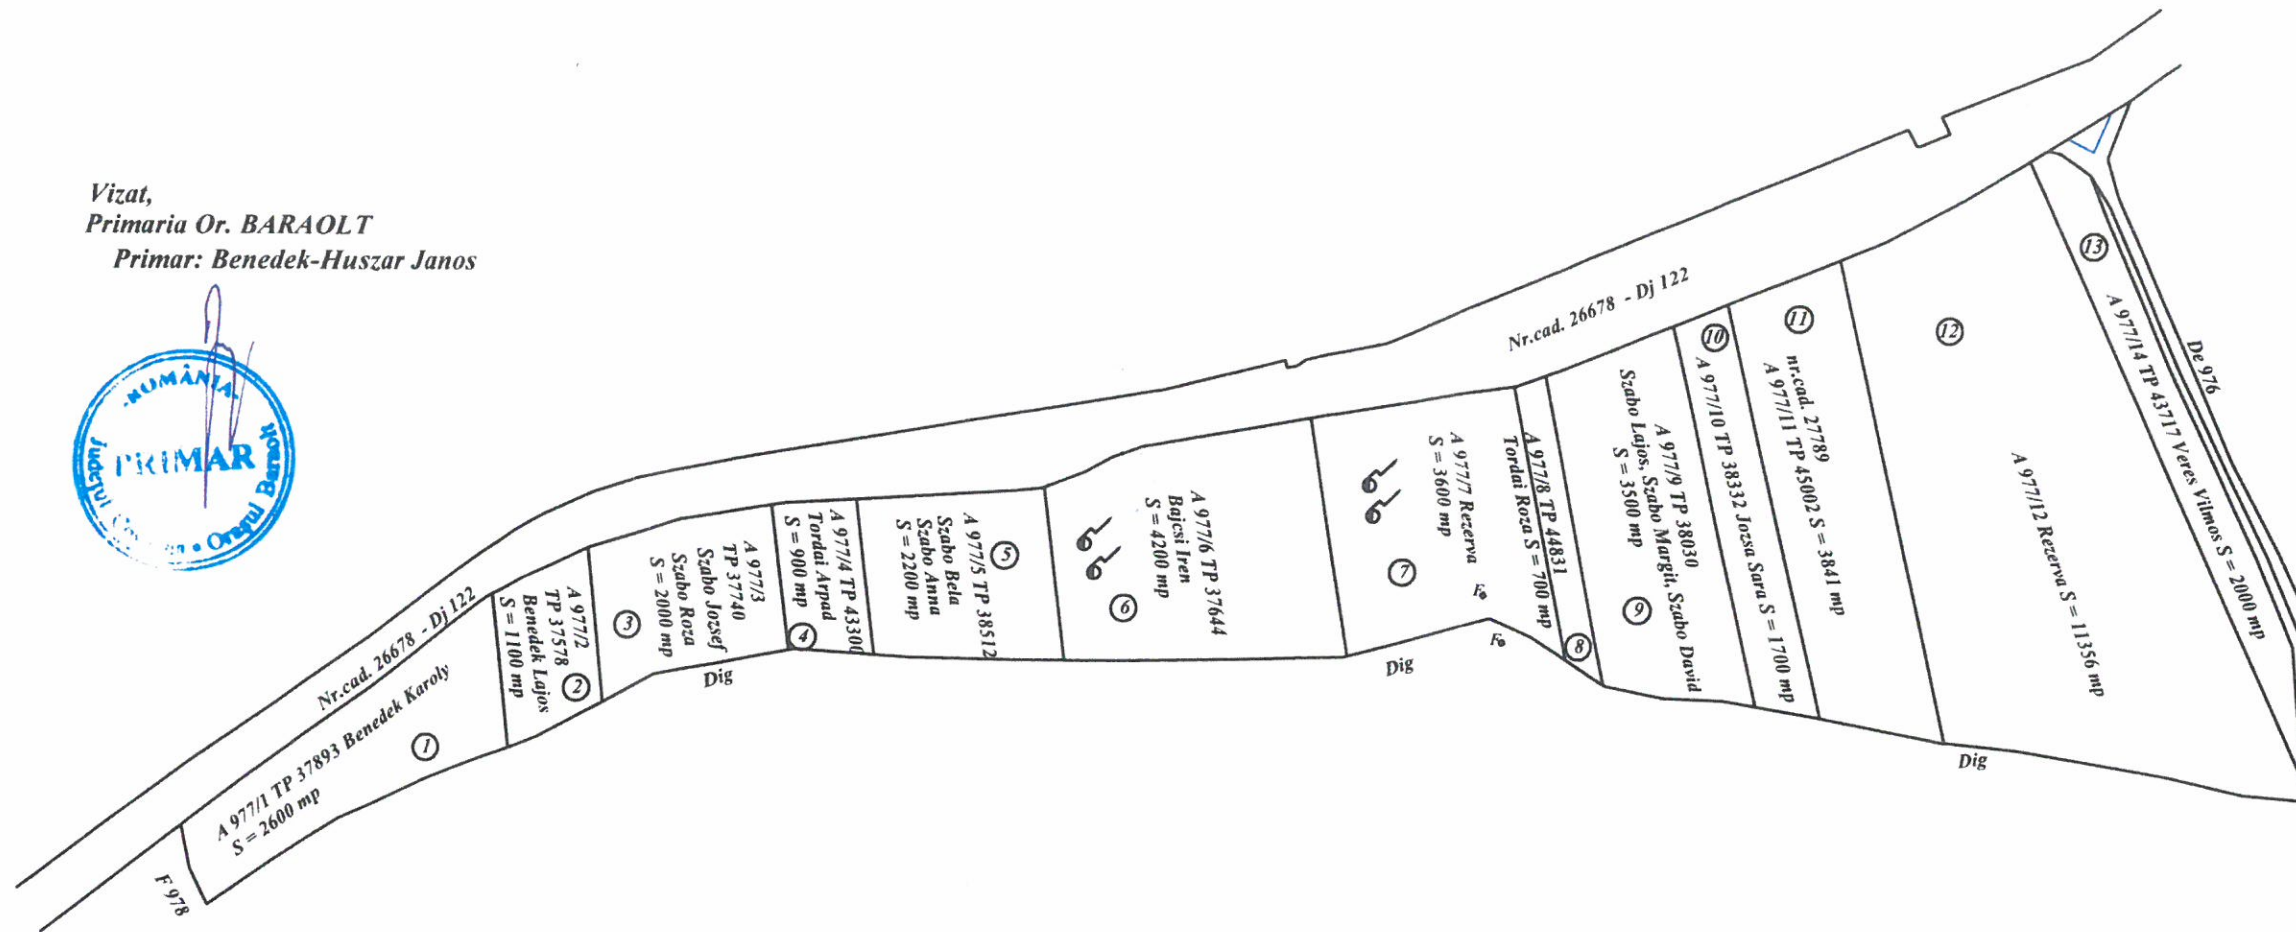 Vizat,
Primaria Or. BARAOLT
Primar: Benedek-Huszar Janos
ROMÂNIA
PRIMAR
Judetul
Orasul Baraolt
Nr.cad. 26678 - Dj 122
A 977/1 TP 37893 Benedek Karoly
S = 2600 mp
1
F 978
A 977/2
TP 37578
Benedek Lajos
S = 1100 mp
2
A 977/3
TP 37740
Szabo Jozsef
Szabo Roza
S = 2000 mp
3
Dig
A 977/4 TP 43300
Tordai Arpad
S = 900 mp
4
A 977/5 TP 38512
Szabo Bela
Szabo Anna
S = 2200 mp
5
A 977/6 TP 37644
Bajcsi Iren
S = 4200 mp
6
A 977/7 Rezerva
S = 3600 mp
7
F
F
Dig
A 977/8 TP 44831
Tordai Roza S = 700 mp
8
Nr.cad. 26678 - Dj 122
A 977/9 TP 38030
Szabo Lajos, Szabo Margit, Szabo David
S = 3500 mp
9
10
A 977/10 TP 38332 Jozsa Sara S = 1700 mp
11
nr.cad. 27789
A 977/11 TP 45002 S = 3841 mp
12
A 977/12 Rezerva S = 11356 mp
Dig
13
A 977/14 TP 43717 Veres Vilmos S = 2000 mp
De 976